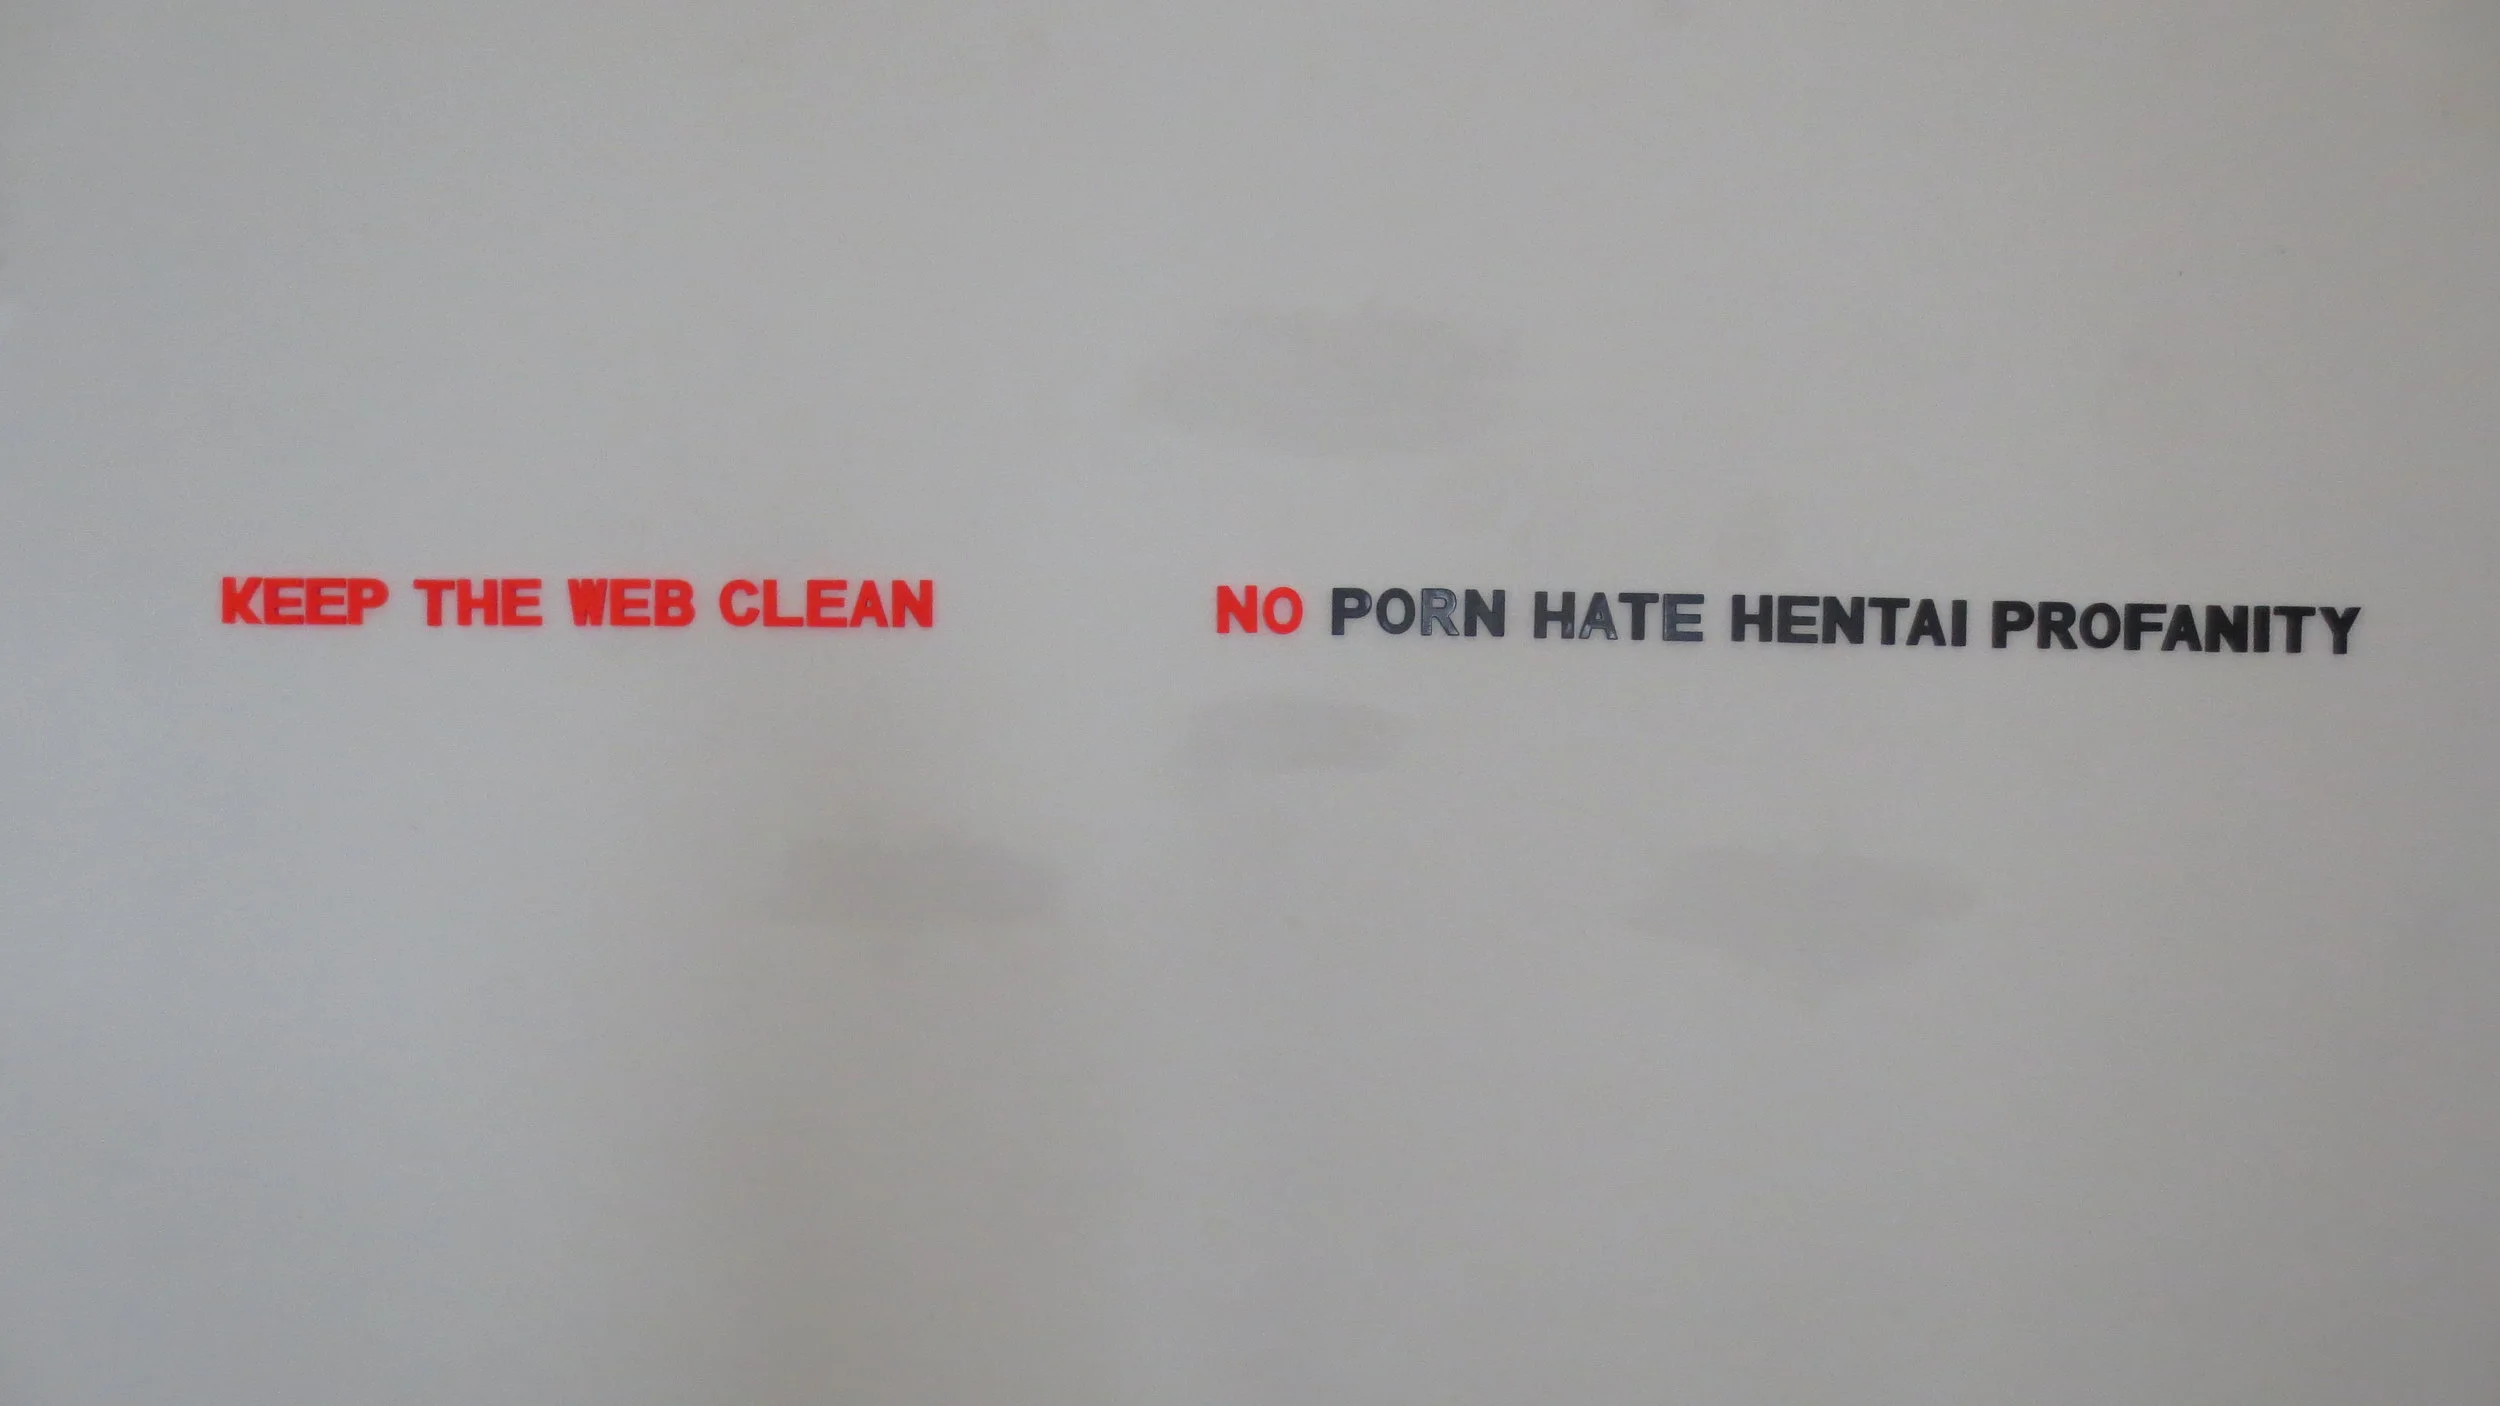 KEEP THE WEB CLEAN NO PORN HATE HENTAI PROFANITY